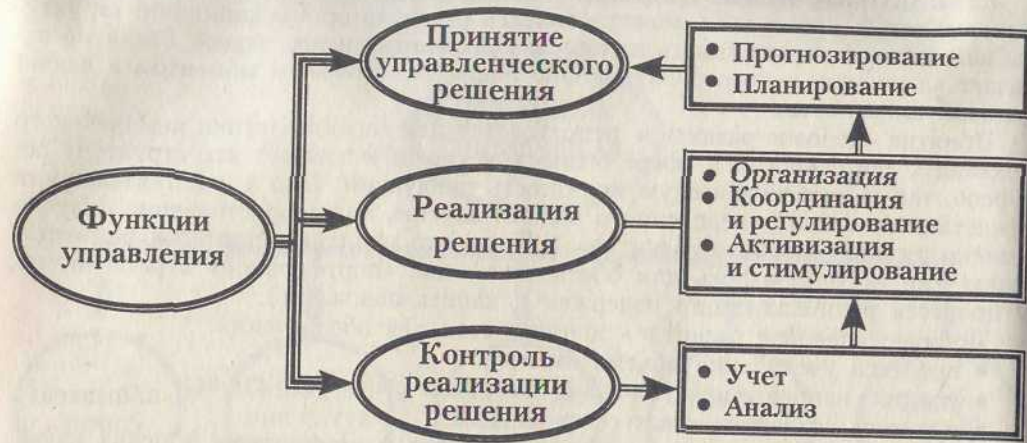 Функции
управления
Принятие
управленческого
решения
• Прогнозирование
• Планирование
Реализация
решения
• Организация
• Координация
и регулирование
• Активизация
и стимулирование
Контроль
реализации
решения
• Учет
• Анализ